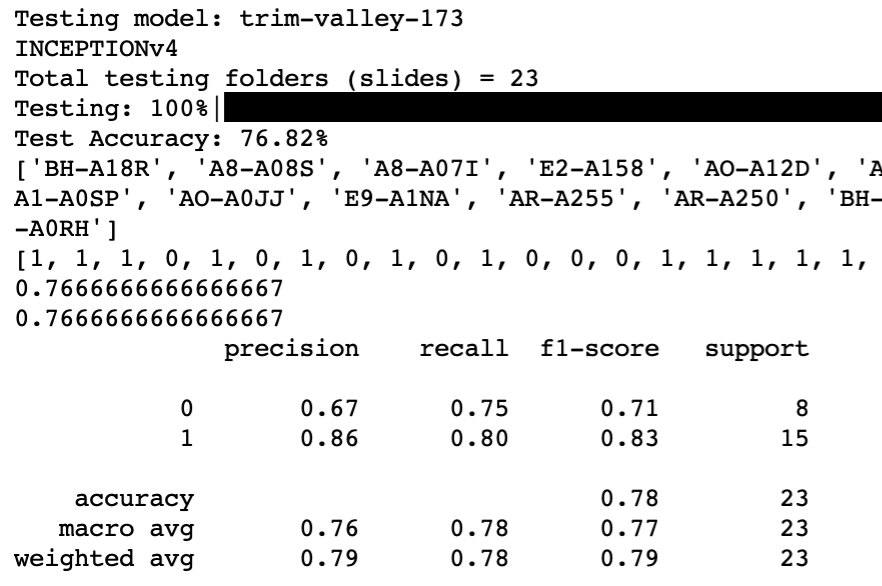 Testing model: trim-valley-173
INCEPTIONv4
Total testing folders (slides) = 23
Testing: 100%|
Test Accuracy: 76.82%
['BH-A18R', 'A8-A08S', 'A8-A07I', 'E2-A158', 'AO-A12D', 'A
A1-A0SP', 'AO-A0JJ', 'E9-A1NA', 'AR-A255', 'AR-A250', 'BH-
-A0RH']
[1, 1, 1, 0, 1, 0, 1, 0, 1, 0, 1, 0, 0, 0, 1, 1, 1, 1, 1,
0.7666666666666667
0.7666666666666667
precision recall f1-score support
0 0.67 0.75 0.71 8
1 0.86 0.80 0.83 15
accuracy 0.78 23
macro avg 0.76 0.78 0.77 23
weighted avg 0.79 0.78 0.79 23